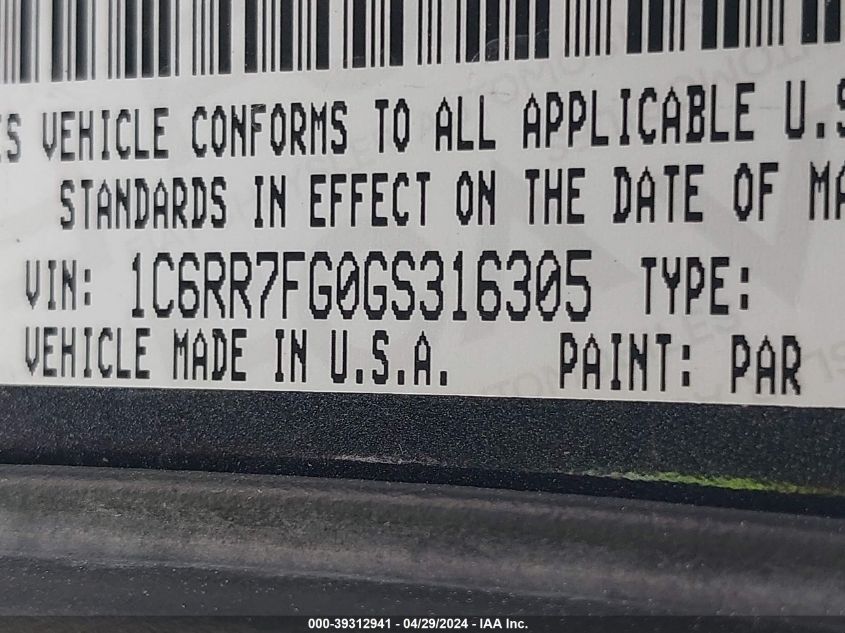 VEHICLE CONFORMS TO ALL APPLICABLE U.S
STANDARDS IN EFFECT ON THE DATE OF MA
VIN: 1C6RR7FG0GS316305 TYPE:
VEHICLE MADE IN U.S.A. PAINT: PAR
000-39312941 - 04/29/2024 - IAA Inc.